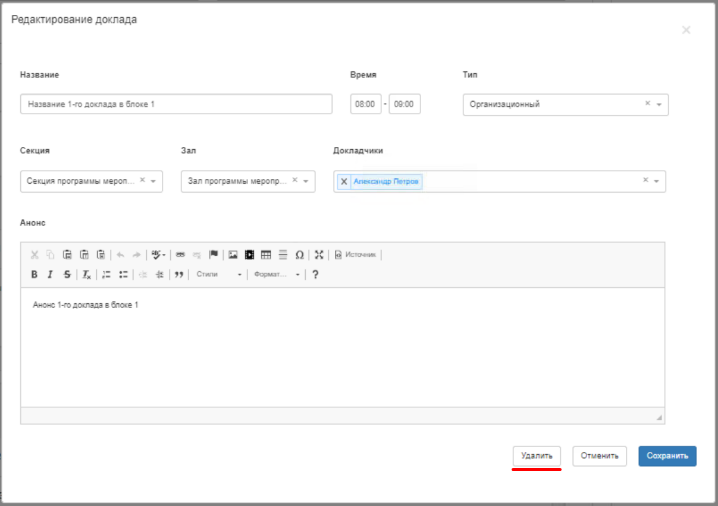 Редактирование доклада
×
Название
Время
Тип
Название 1-го доклада в блоке 1
08:00 - 09:00
Организационный ×
Секция
Зал
Докладчики
Секция программы мероп... ×
Зал программы меропр... ×
X Александр Петров ×
Анонс
Источник
B I S Ix Стили Формат... ?
Анонс 1-го доклада в блоке 1
Удалить Отменить Сохранить